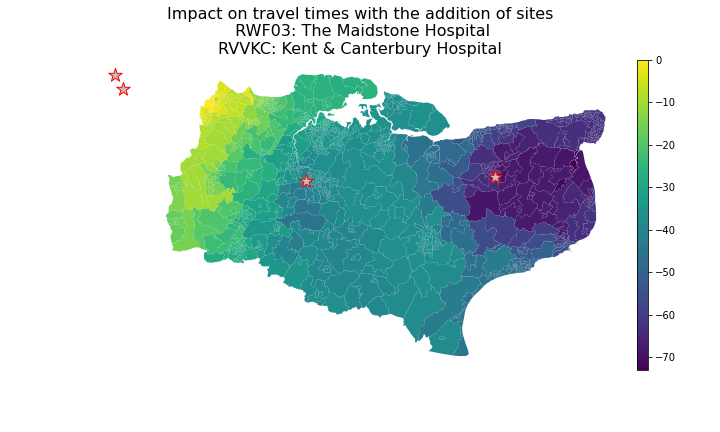 Impact on travel times with the addition of sites
RWF03: The Maidstone Hospital
RVVKC: Kent & Canterbury Hospital
0
−10
−20
−30
−40
−50
−60
−70